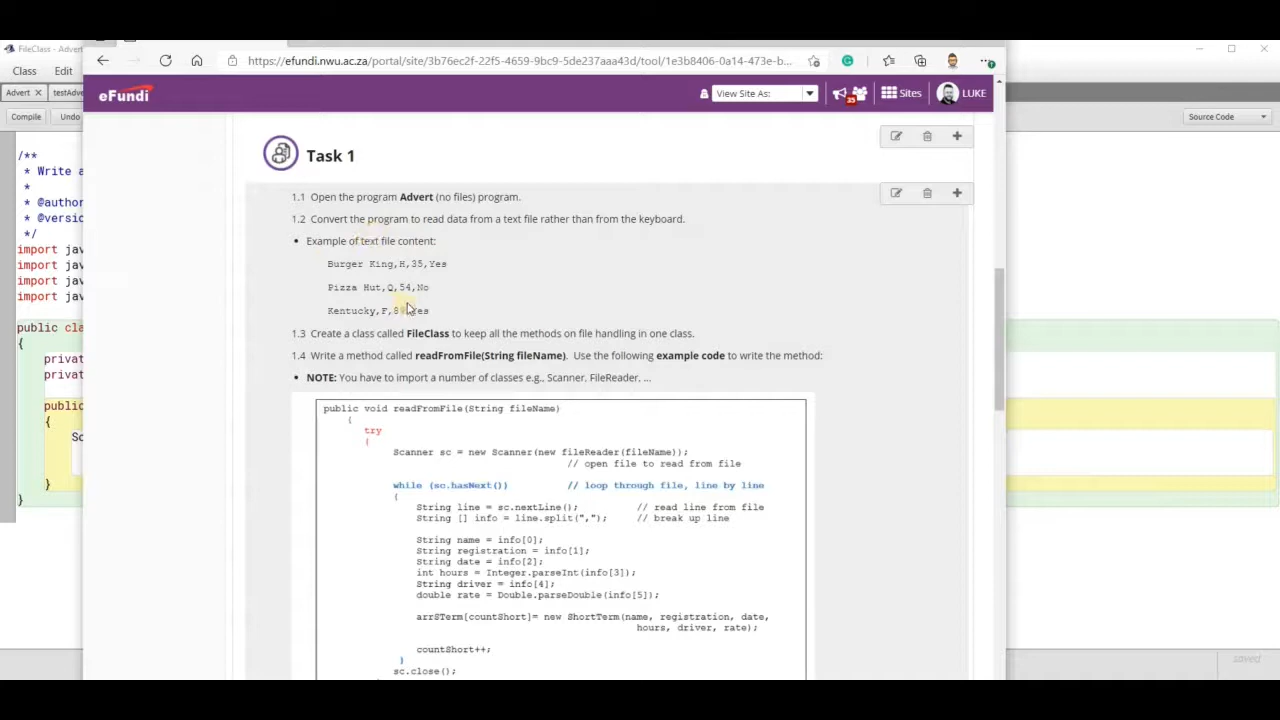 FileClass - Advert
Class Edit
Advert testAdve
Compile Undo
Source Code
https://efundi.nwu.ac.za/portal/site/3b76ec2f-22f5-4659-9bc9-5de237aaa43d/tool/1e3b8406-0a14-473e-b...
eFundi
View Site As:
35
Sites
LUKE
/**
* Write a
*
* @author
* @versio
*/
import jav
import jav
import jav
import jav
public cla
{
privat
privat
public
{
Sc
}
}
Task 1
1.1 Open the program Advert (no files) program.
1.2 Convert the program to read data from a text file rather than from the keyboard.
• Example of text file content:
Burger King,H,35,Yes
Pizza Hut,Q,54,No
Kentucky,F,
1.3 Create a class called FileClass to keep all the methods on file handling in one class.
1.4 Write a method called readFromFile(String fileName). Use the following example code to write the method:
• NOTE: You have to import a number of classes e.g., Scanner, FileReader, ...
public void readFromFile(String fileName)
{
try
{
Scanner sc = new Scanner(new fileReader(fileName));
// open file to read from file
while (sc.hasNext()) // loop through file, line by line
{
String line = sc.nextLine(); // read line from file
String [] info = line.split(","); // break up line
String name = info[0];
String registration = info[1];
String date = info[2];
int hours = Integer.parseInt(info[3]);
String driver = info[4];
double rate = Double.parseDouble(info[5]);
arrSTerm[countShort]= new ShortTerm(name, registration, date,
hours, driver, rate);
countShort++;
}
sc.close();
saved